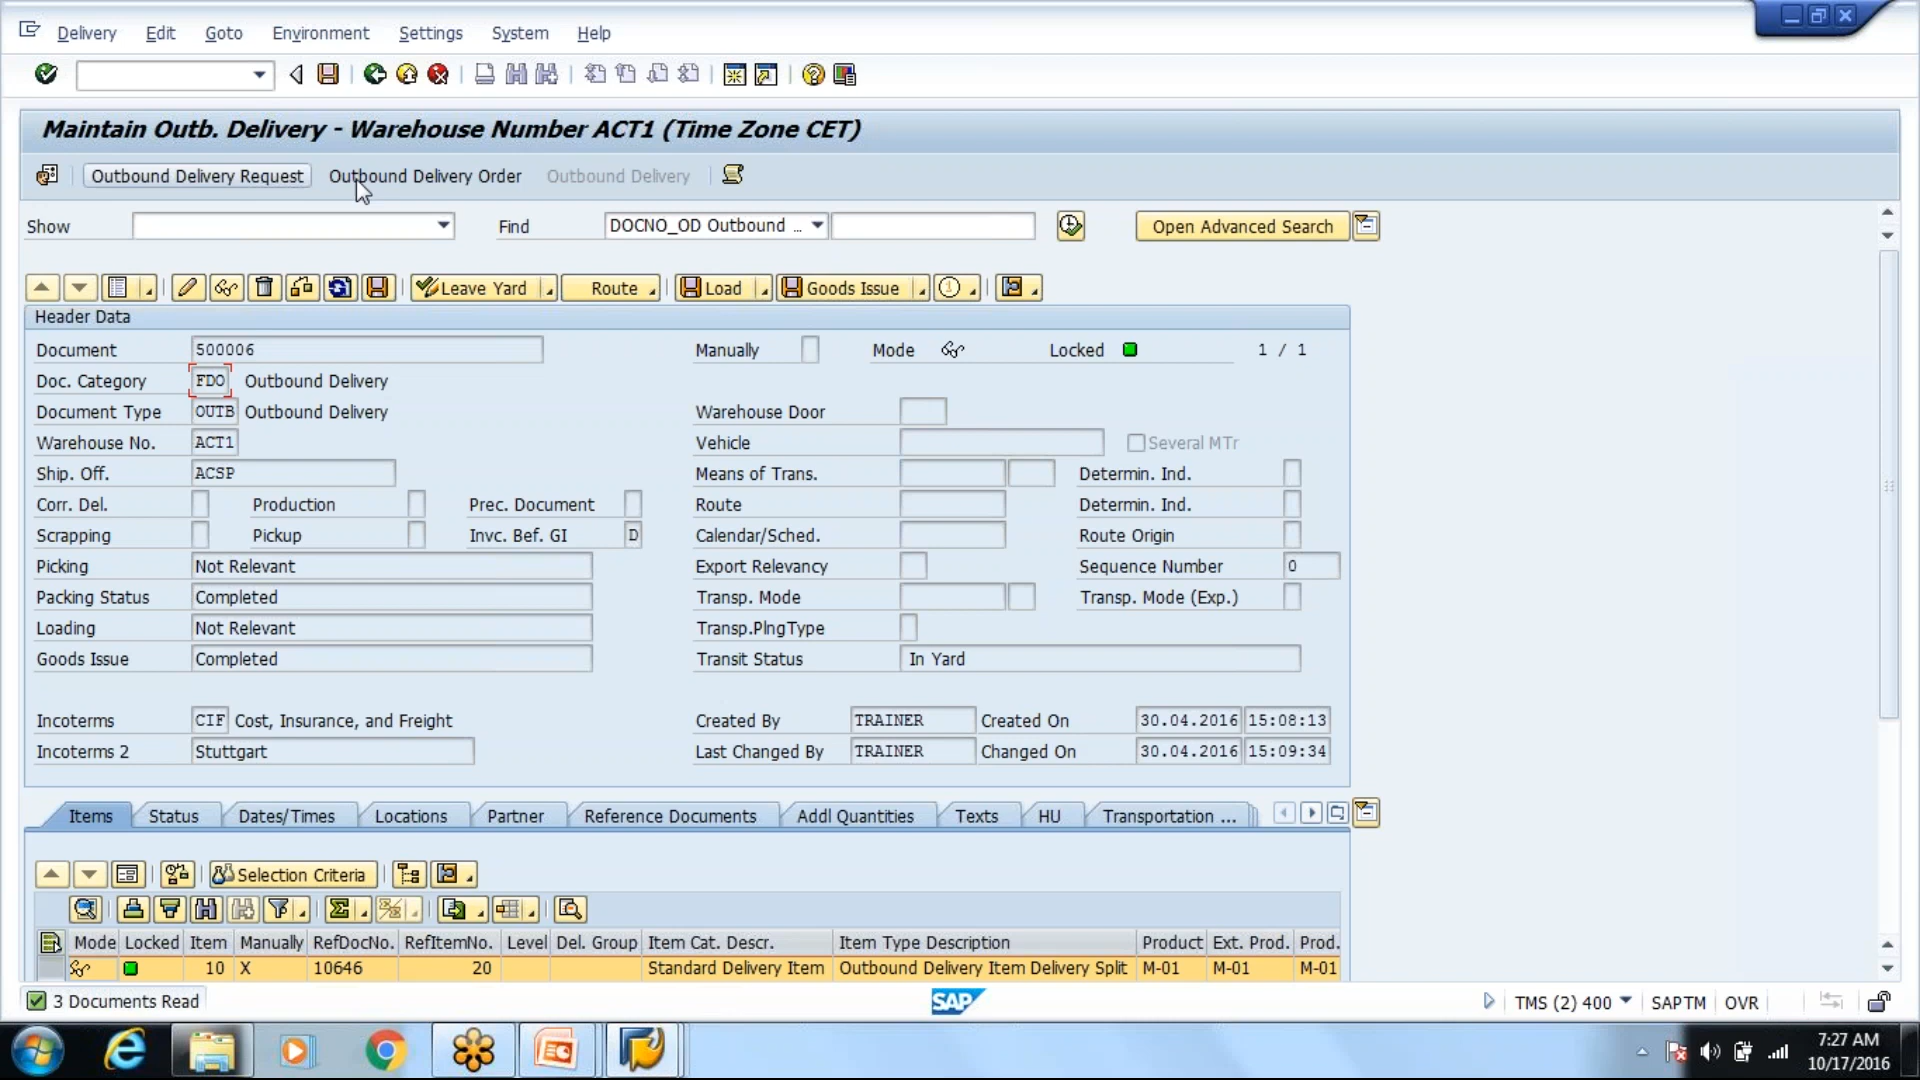 Delivery Edit Goto Environment Settings System Help
Maintain Outb. Delivery - Warehouse Number ACT1 (Time Zone CET)
Outbound Delivery Request Outbound Delivery Order Outbound Delivery
Show Find DOCNO_OD Outbound ... Open Advanced Search
Leave Yard Route Load Goods Issue 1
Header Data
Document 500006 Manually Mode Locked 1 / 1
Doc. Category FDO Outbound Delivery
Document Type OUTB Outbound Delivery Warehouse Door
Warehouse No. ACT1 Vehicle Several MTr
Ship. Off. ACSP Means of Trans. Determin. Ind.
Corr. Del. Production Prec. Document Route Determin. Ind.
Scrapping Pickup Invc. Bef. GI D Calendar/Sched. Route Origin
Picking Not Relevant Export Relevancy Sequence Number 0
Packing Status Completed Transp. Mode Transp. Mode (Exp.)
Loading Not Relevant Transp.PlngType
Goods Issue Completed Transit Status In Yard
Incoterms CIF Cost, Insurance, and Freight Created By TRAINER Created On 30.04.2016 15:08:13
Incoterms 2 Stuttgart Last Changed By TRAINER Changed On 30.04.2016 15:09:34
Items Status Dates/Times Locations Partner Reference Documents Addl Quantities Texts HU Transportation ...
Selection Criteria
Mode Locked Item Manually RefDocNo. RefItemNo. Level Del. Group Item Cat. Descr. Item Type Description Product Ext. Prod. Prod.
10 X 10646 20 Standard Delivery Item Outbound Delivery Item Delivery Split M-01 M-01 M-01
3 Documents Read SAP TMS (2) 400 SAPTM OVR
7:27 AM
10/17/2016